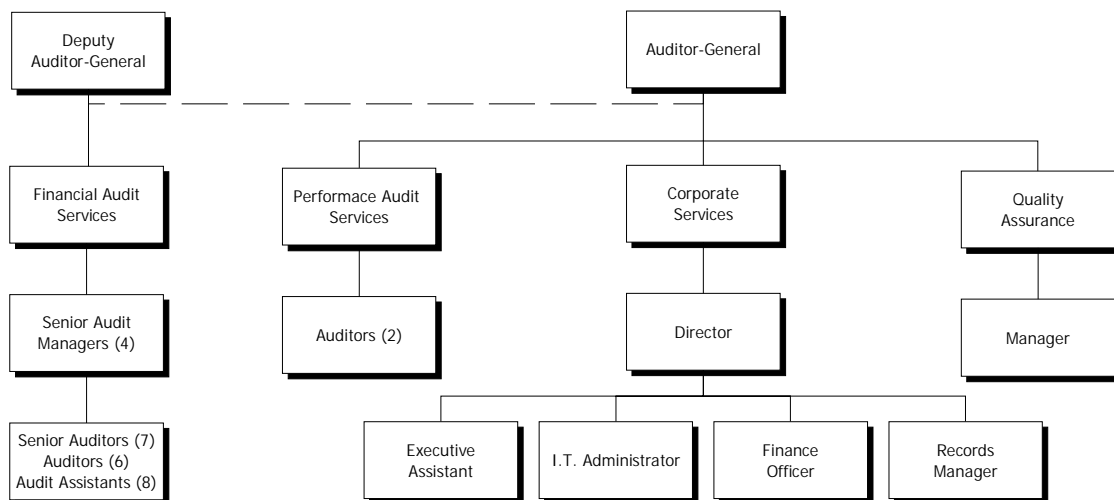 Deputy
Auditor-General
Auditor-General
Financial Audit
Services
Performace Audit
Services
Corporate
Services
Quality
Assurance
Senior Audit
Managers (4)
Auditors (2)
Director
Manager
Senior Auditors (7)
Auditors (6)
Audit Assistants (8)
Executive
Assistant
I.T. Administrator
Finance
Officer
Records
Manager